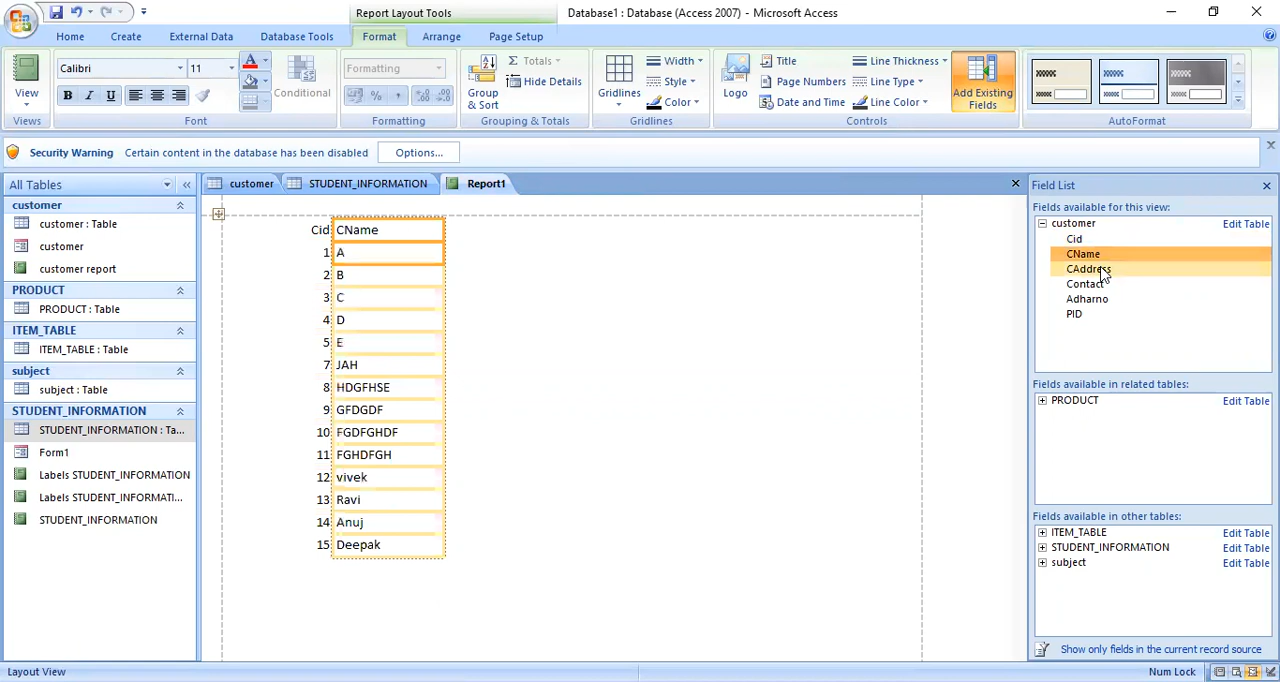 Report Layout Tools
Database1 : Database (Access 2007) - Microsoft Access
Home Create External Data Database Tools Format Arrange Page Setup
View
Views
Calibri 11
B I U
Font
Conditional
Formatting
% ,
Formatting
Group & Sort
Σ Totals
Hide Details
Grouping & Totals
Gridlines
Width
Style
Color
Gridlines
Logo
Title
Page Numbers
Date and Time
Line Thickness
Line Type
Line Color
Controls
Add Existing Fields
AutoFormat
Security Warning Certain content in the database has been disabled Options...
All Tables
customer
customer : Table
customer
customer report
PRODUCT
PRODUCT : Table
ITEM_TABLE
ITEM_TABLE : Table
subject
subject : Table
STUDENT_INFORMATION
STUDENT_INFORMATION : Ta...
Form1
Labels STUDENT_INFORMATION
Labels STUDENT_INFORMATI...
STUDENT_INFORMATION
customer STUDENT_INFORMATION Report1
Cid CName
1 A
2 B
3 C
4 D
5 E
7 JAH
8 HDGFHSE
9 GFDGDF
10 FGDFGHDF
11 FGHDFGH
12 vivek
13 Ravi
14 Anuj
15 Deepak
Field List
Fields available for this view:
customer Edit Table
Cid
CName
CAddress
Contact
Adharno
PID
Fields available in related tables:
PRODUCT Edit Table
Fields available in other tables:
ITEM_TABLE Edit Table
STUDENT_INFORMATION Edit Table
subject Edit Table
Show only fields in the current record source
Layout View
Num Lock